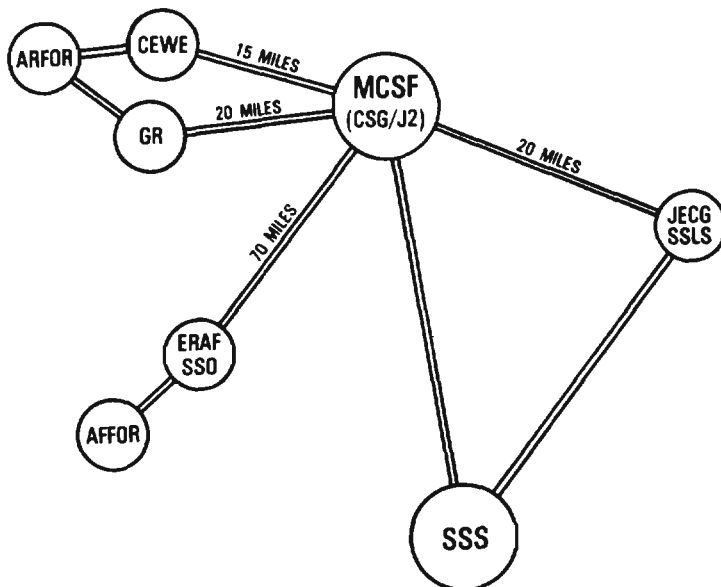 ARFOR
CEWE
15 MILES
MCSF
(CSG/J2)
GR
20 MILES
20 MILES
JECG
SSLS
70 MILES
ERAF
SSO
AFFOR
SSS